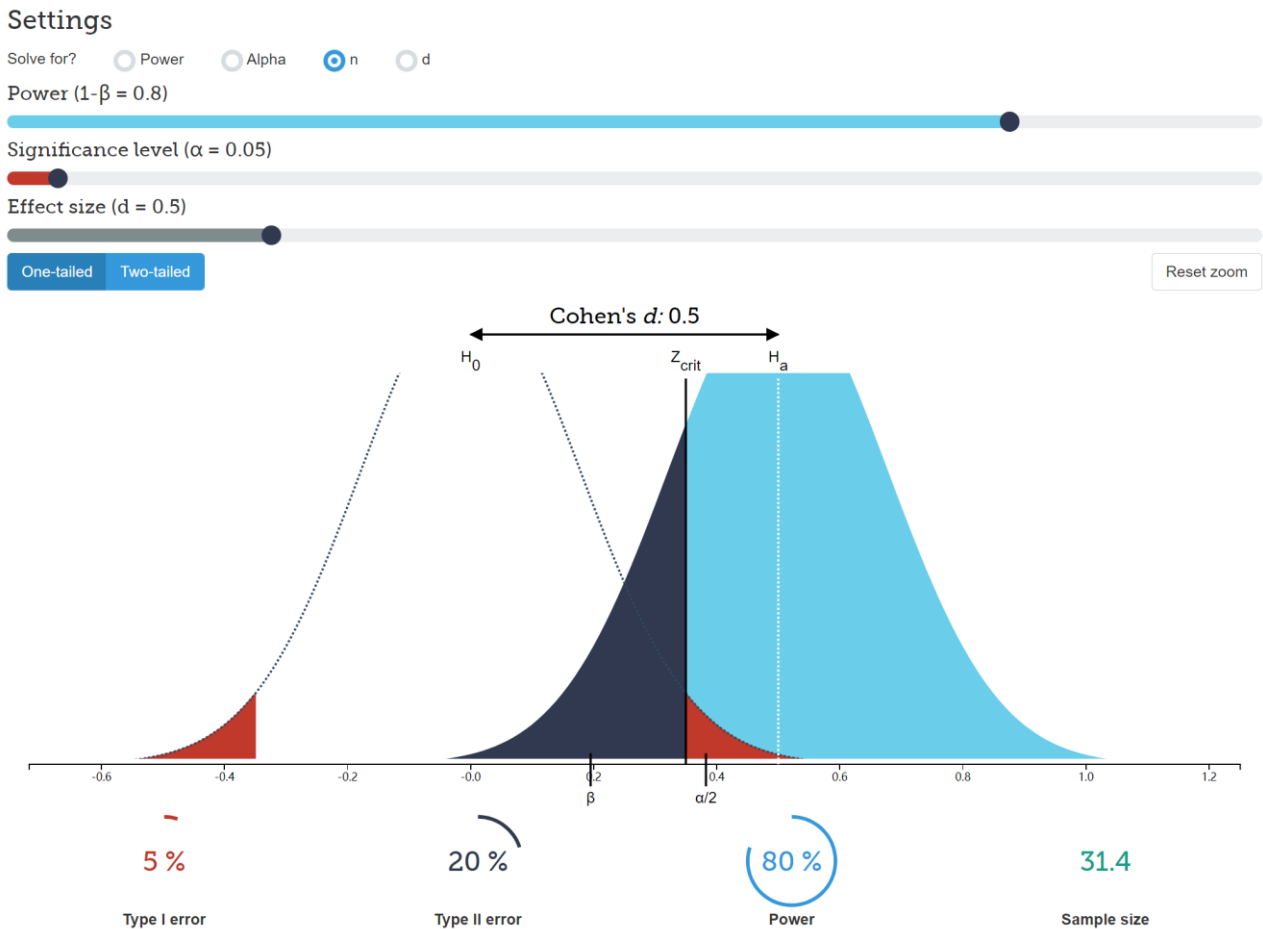 Settings
Solve for? Power Alpha n d
Power (1-β = 0.8)
Significance level (α = 0.05)
Effect size (d = 0.5)
One-tailed Two-tailed Reset zoom
Cohen's d: 0.5
H0 Zcrit Ha
-0.6 -0.4 -0.2 -0.0 0.2 0.4 0.6 0.8 1.0 1.2
β α/2
5 % 20 % 80 % 31.4
Type I error Type II error Power Sample size